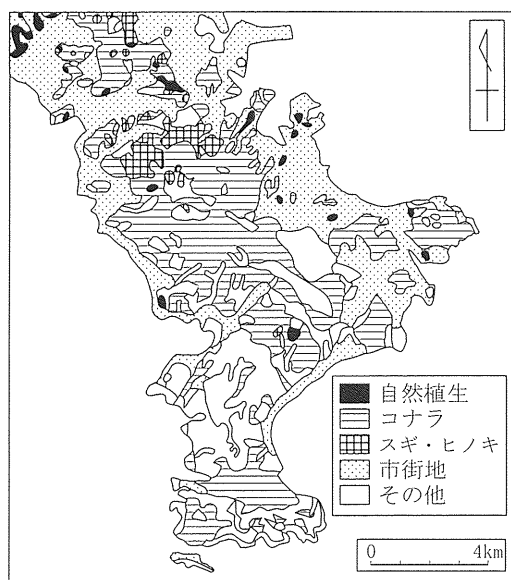 自然植生
コナラ
スギ・ヒノキ
市街地
その他
0 4km